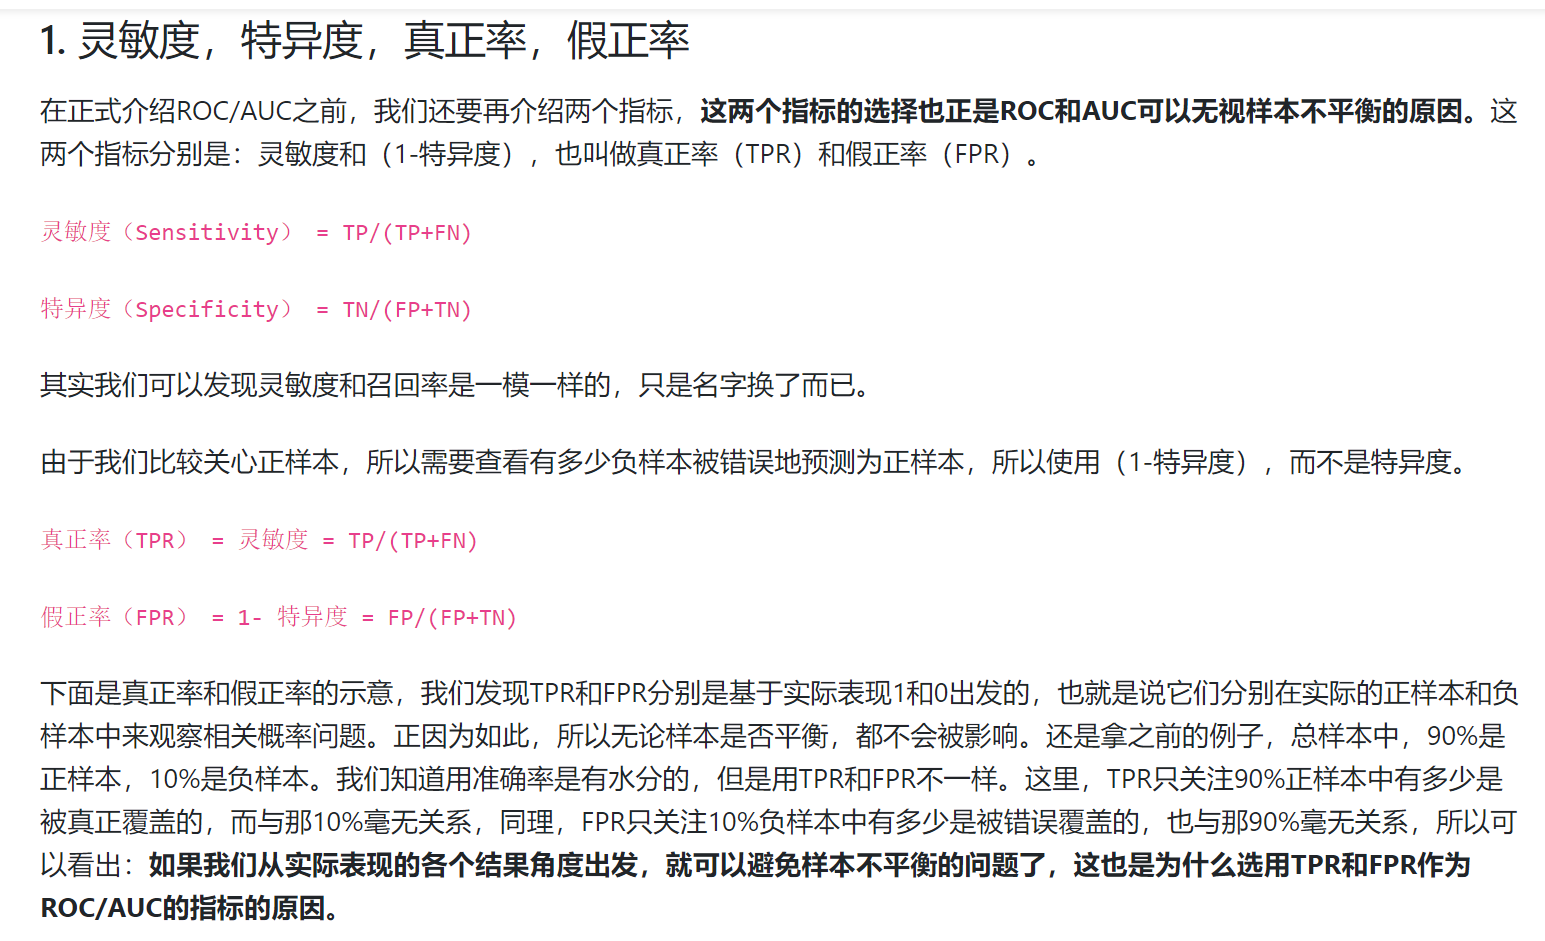 1. 灵敏度，特异度，真正率，假正率
在正式介绍ROC/AUC之前，我们还要再介绍两个指标，这两个指标的选择也正是ROC和AUC可以无视样本不平衡的原因。这
两个指标分别是：灵敏度和（1-特异度），也叫做真正率（TPR）和假正率（FPR）。
灵敏度（Sensitivity） = TP/(TP+FN)
特异度（Specificity） = TN/(FP+TN)
其实我们可以发现灵敏度和召回率是一模一样的，只是名字换了而已。
由于我们比较关心正样本，所以需要查看有多少负样本被错误地预测为正样本，所以使用（1-特异度），而不是特异度。
真正率（TPR） = 灵敏度 = TP/(TP+FN)
假正率（FPR） = 1- 特异度 = FP/(FP+TN)
下面是真正率和假正率的示意，我们发现TPR和FPR分别是基于实际表现1和0出发的，也就是说它们分别在实际的正样本和负
样本中来观察相关概率问题。正因为如此，所以无论样本是否平衡，都不会被影响。还是拿之前的例子，总样本中，90%是
正样本，10%是负样本。我们知道用准确率是有水分的，但是用TPR和FPR不一样。这里，TPR只关注90%正样本中有多少是
被真正覆盖的，而与那10%毫无关系，同理，FPR只关注10%负样本中有多少是被错误覆盖的，也与那90%毫无关系，所以可
以看出：如果我们从实际表现的各个结果角度出发，就可以避免样本不平衡的问题了，这也是为什么选用TPR和FPR作为
ROC/AUC的指标的原因。